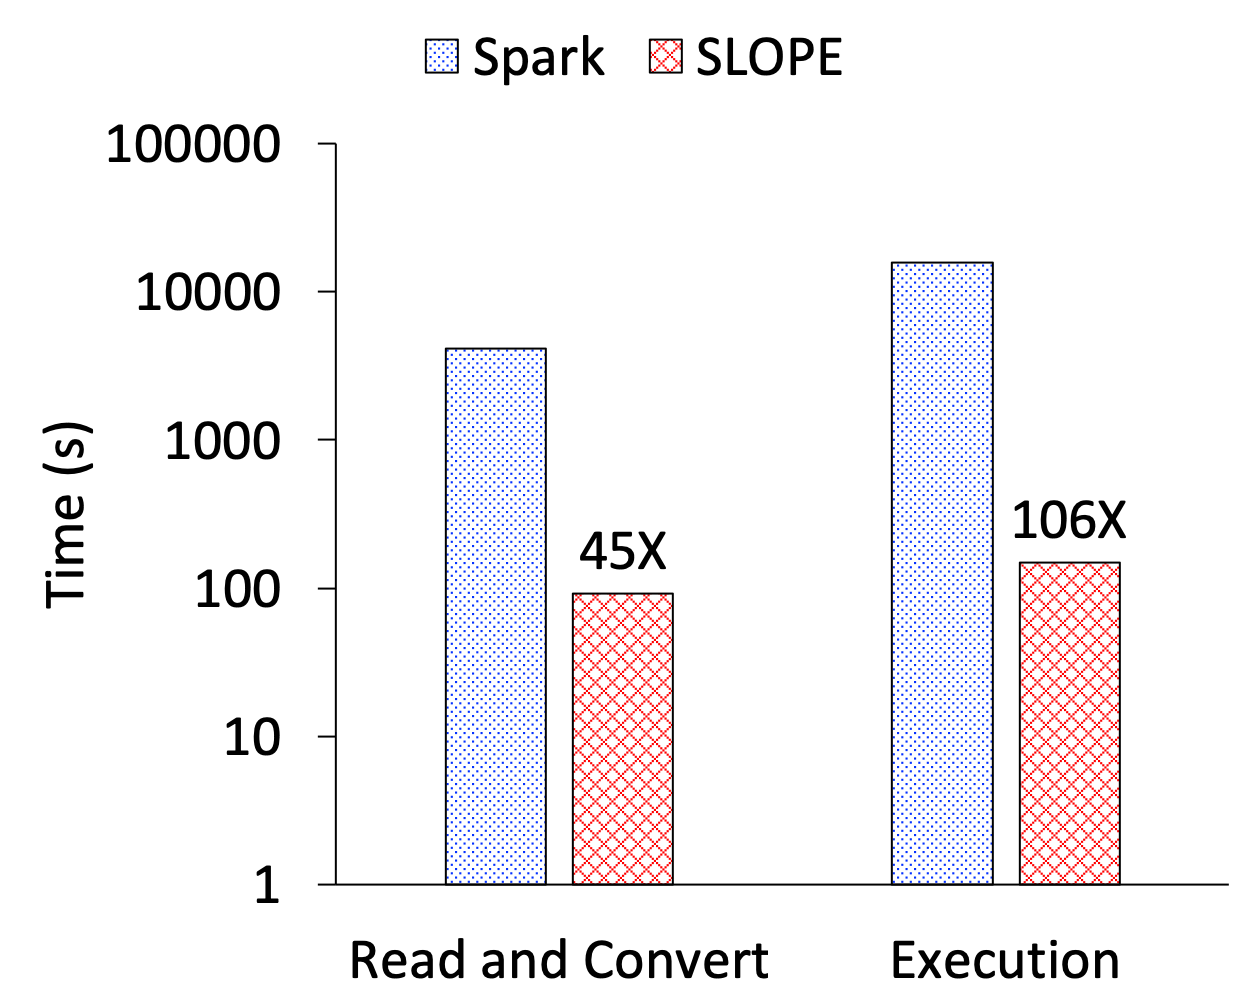 Spark SLOPE
100000
10000
1000
100
10
1
Time (s)
45X
106X
Read and Convert
Execution